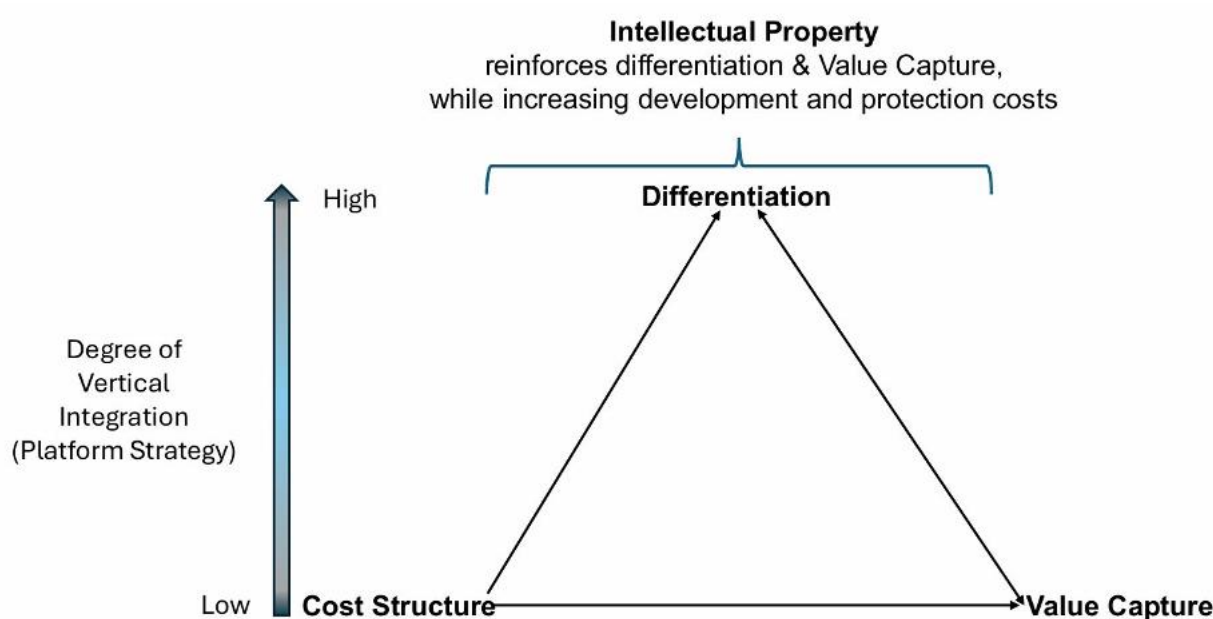 Intellectual Property
reinforces differentiation & Value Capture,
while increasing development and protection costs
Differentiation
High
Degree of
Vertical
Integration
(Platform Strategy)
Low
Cost Structure
Value Capture